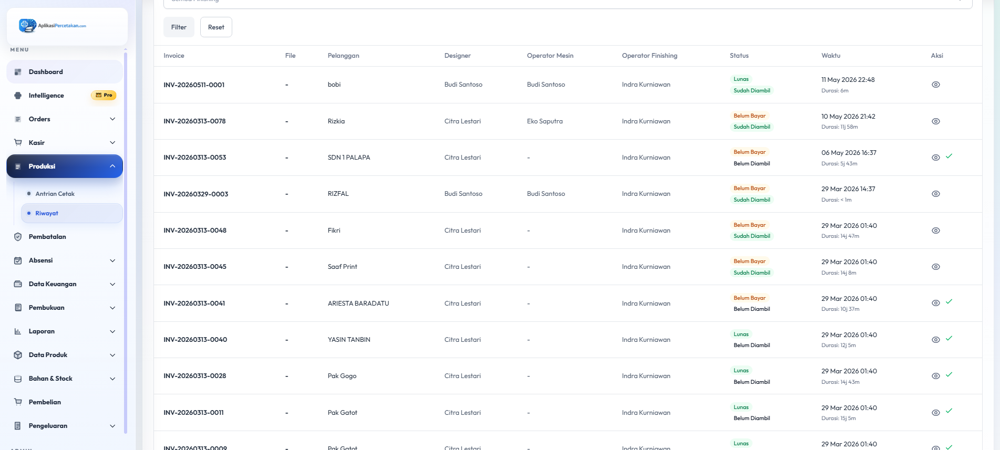 AplikasiPercetakan.com
MENU
Dashboard
Intelligence Pro
Orders
Kasir
Produksi
Antrian Cetak
Riwayat
Pembatalan
Absensi
Data Keuangan
Pembukuan
Laporan
Data Produk
Bahan & Stock
Pembelian
Pengeluaran
Filter Reset
Invoice File Pelanggan Designer Operator Mesin Operator Finishing Status Waktu Aksi
INV-20260511-0001 - bobi Budi Santoso Budi Santoso Indra Kurniawan Lunas 11 May 2026 22:48
Sudah Diambil Durasi: 6m
INV-20260313-0078 - Rizkia Citra Lestari Eko Saputra Indra Kurniawan Belum Bayar 10 May 2026 21:42
Sudah Diambil Durasi: 11j 58m
INV-20260313-0053 - SDN 1 PALAPA Citra Lestari - Indra Kurniawan Belum Bayar 06 May 2026 16:37
Belum Diambil Durasi: 5j 43m
INV-20260329-0003 - RIZFAL Budi Santoso Budi Santoso Indra Kurniawan Belum Bayar 29 Mar 2026 14:37
Sudah Diambil Durasi: < 1m
INV-20260313-0048 - Fikri Citra Lestari - Indra Kurniawan Belum Bayar 29 Mar 2026 01:40
Sudah Diambil Durasi: 14j 47m
INV-20260313-0045 - Saaf Print Citra Lestari - Indra Kurniawan Belum Bayar 29 Mar 2026 01:40
Sudah Diambil Durasi: 14j 8m
INV-20260313-0041 - ARIESTA BARADATU Citra Lestari - Indra Kurniawan Belum Bayar 29 Mar 2026 01:40
Belum Diambil Durasi: 10j 37m
INV-20260313-0040 - YASIN TANBIN Citra Lestari - Indra Kurniawan Lunas 29 Mar 2026 01:40
Belum Diambil Durasi: 12j 5m
INV-20260313-0028 - Pak Gogo Citra Lestari - Indra Kurniawan Lunas 29 Mar 2026 01:40
Belum Diambil Durasi: 14j 43m
INV-20260313-0011 - Pak Gatot Citra Lestari - Indra Kurniawan Lunas 29 Mar 2026 01:40
Belum Diambil Durasi: 15j 5m
INV-20260313-0009 - Pak Gatot Citra Lestari - Indra Kurniawan Lunas 29 Mar 2026 01:40